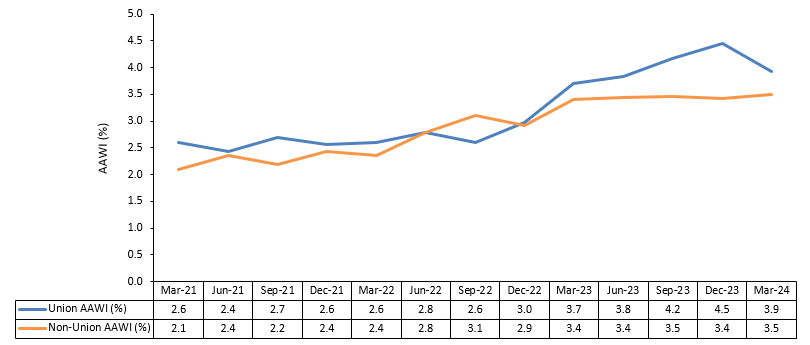 5.0
4.5
4.0
3.5
3.0
2.5
2.0
1.5
1.0
0.5
0.0
AAWI (%)
Mar-21 Jun-21 Sep-21 Dec-21 Mar-22 Jun-22 Sep-22 Dec-22 Mar-23 Jun-23 Sep-23 Dec-23 Mar-24
Union AAWI (%) 2.6 2.4 2.7 2.6 2.6 2.8 2.6 3.0 3.7 3.8 4.2 4.5 3.9
Non-Union AAWI (%) 2.1 2.4 2.2 2.4 2.4 2.8 3.1 2.9 3.4 3.4 3.5 3.4 3.5